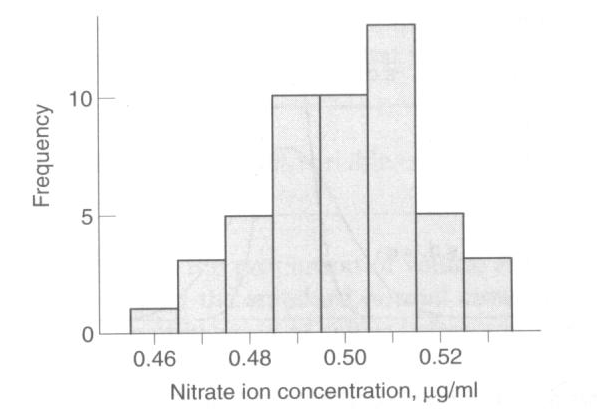 Frequency
10
5
0
0.46 0.48 0.50 0.52
Nitrate ion concentration, μg/ml